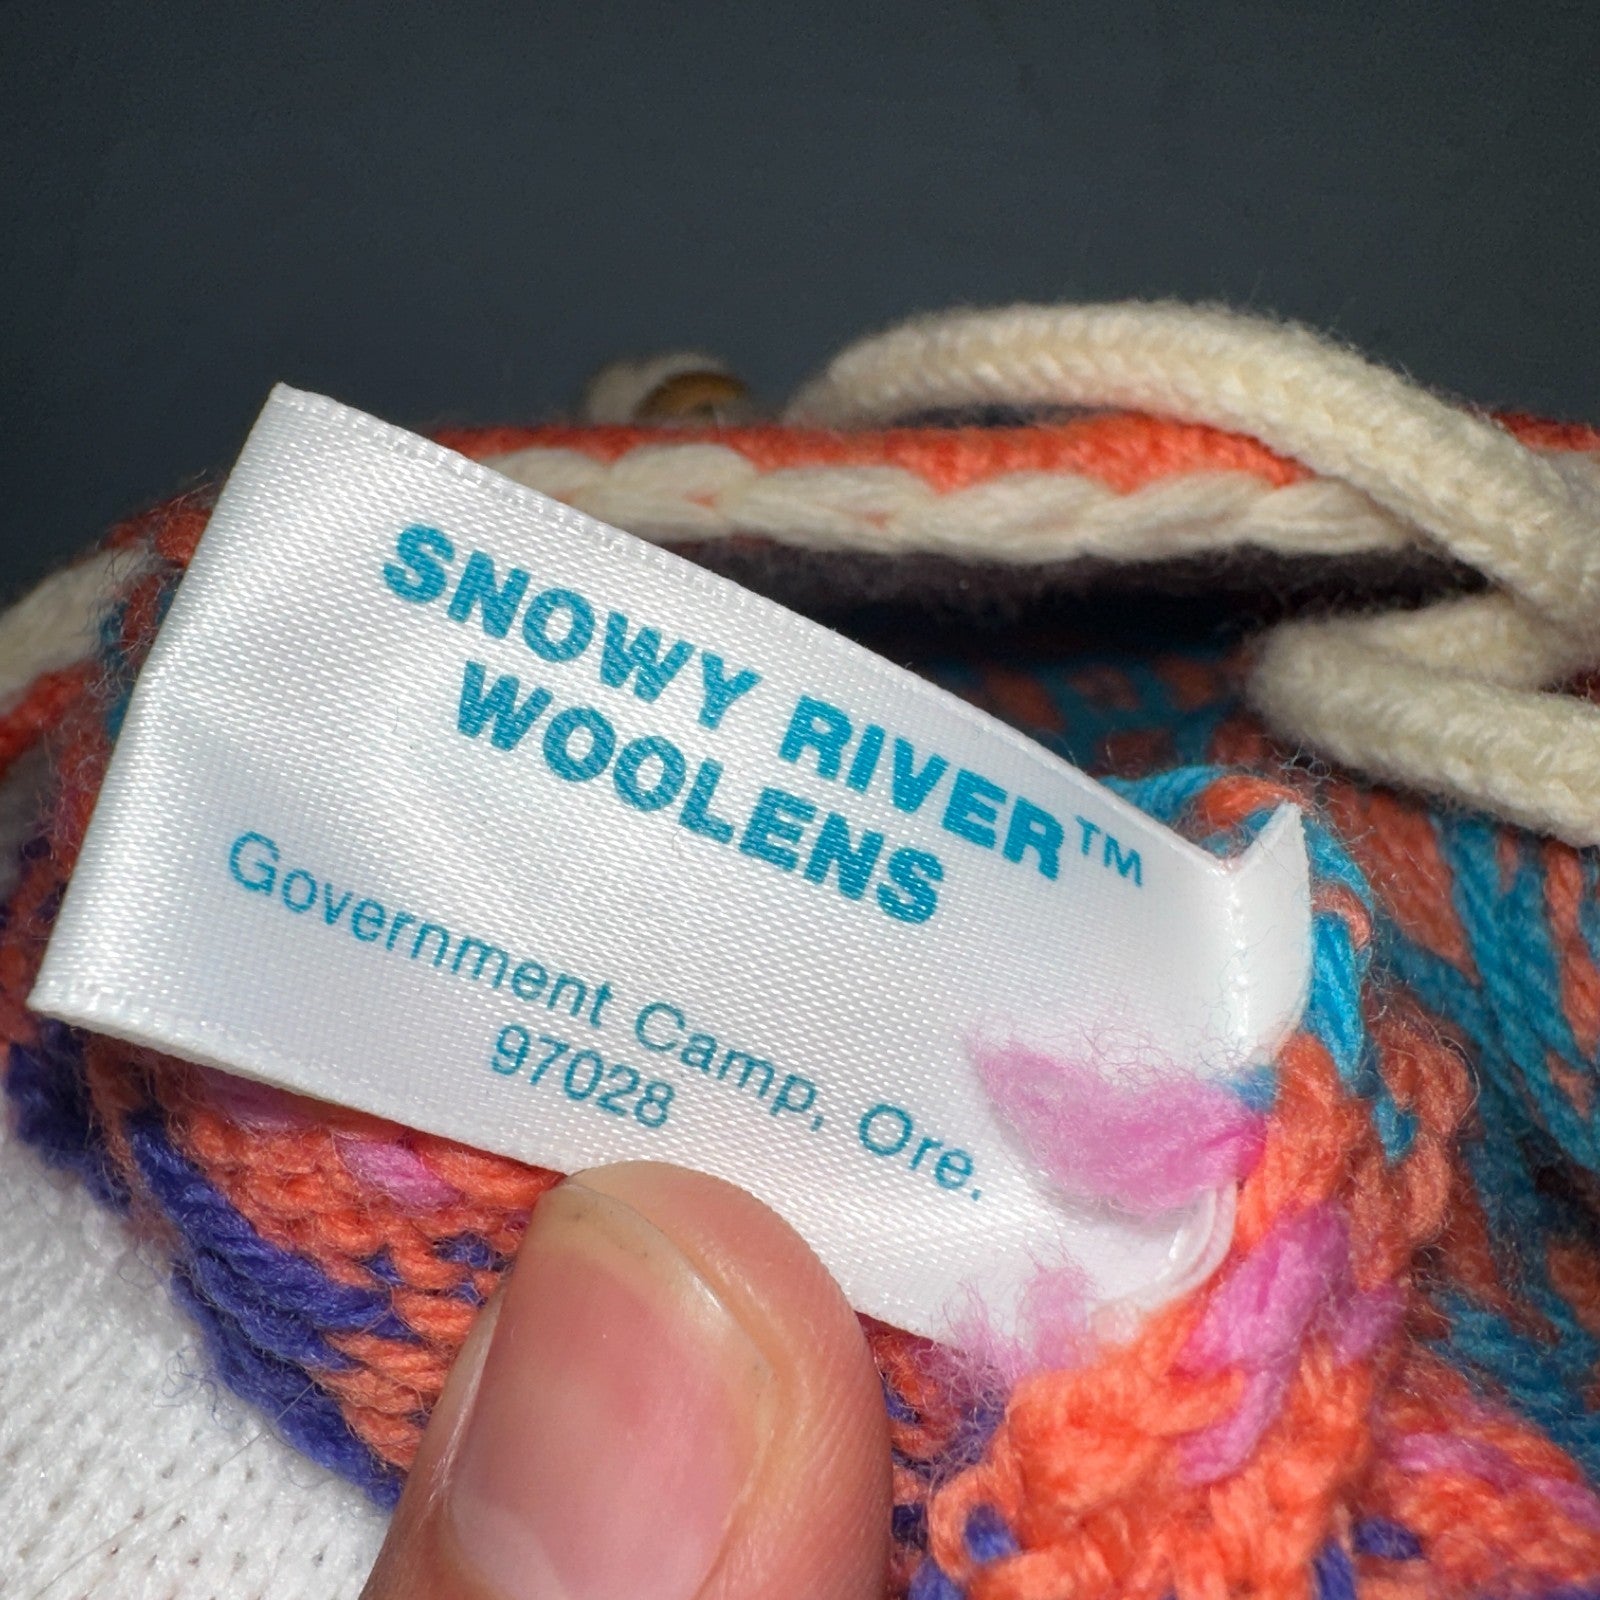 SNOWY RIVER™
WOOLENS
Government Camp, Ore.
97028